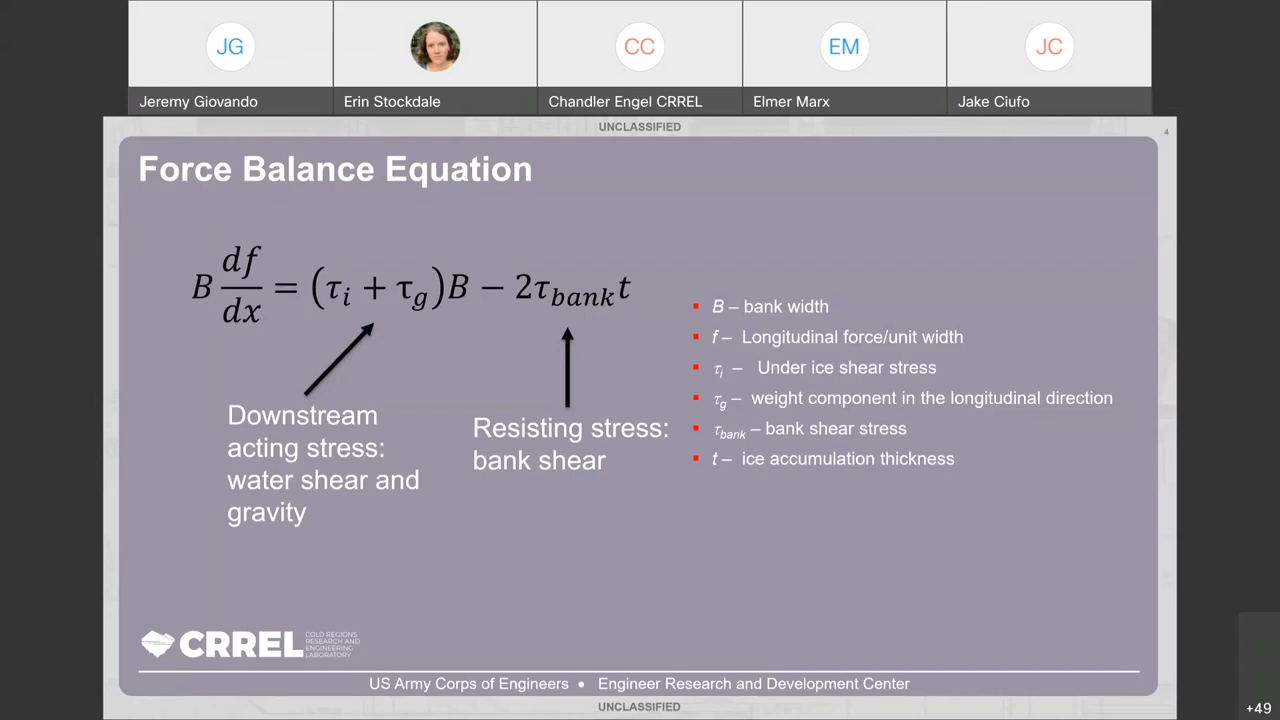 JG
CC
EM
JC
Jeremy Giovando
Erin Stockdale
Chandler Engel CRREL
Elmer Marx
Jake Ciufo
UNCLASSIFIED
4
Force Balance Equation
B df/dx = (τi + τg)B − 2τbank t
Downstream
acting stress:
water shear and
gravity
Resisting stress:
bank shear
▪ B – bank width
▪ f – Longitudinal force/unit width
▪ τi – Under ice shear stress
▪ τg – weight component in the longitudinal direction
▪ τbank – bank shear stress
▪ t – ice accumulation thickness
CRREL
COLD REGIONS
RESEARCH AND
ENGINEERING
LABORATORY
US Army Corps of Engineers • Engineer Research and Development Center
UNCLASSIFIED
+49